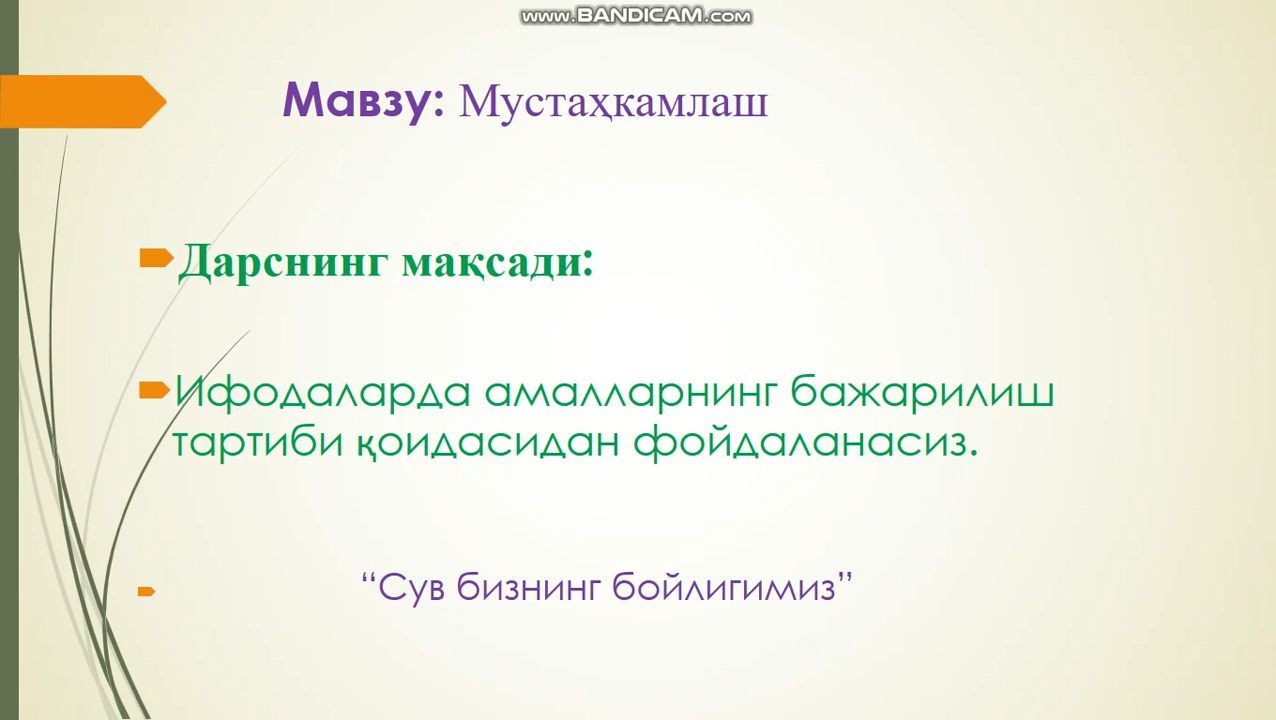 www.BANDICAM.com
Мавзу: Мустаҳкамлаш
Дарснинг мақсади:
Ифодаларда амалларнинг бажарилиш
тартиби қоидасидан фойдаланасиз.
“Сув бизнинг бойлигимиз”